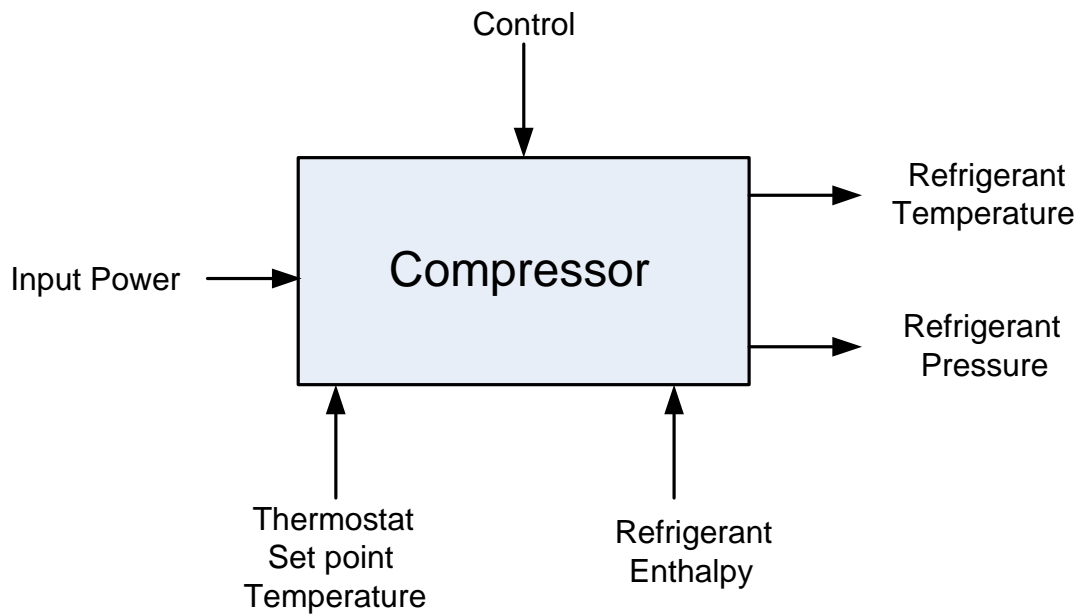 Control
Refrigerant
Temperature
Compressor
Input Power
Refrigerant
Pressure
Thermostat
Set point
Temperature
Refrigerant
Enthalpy